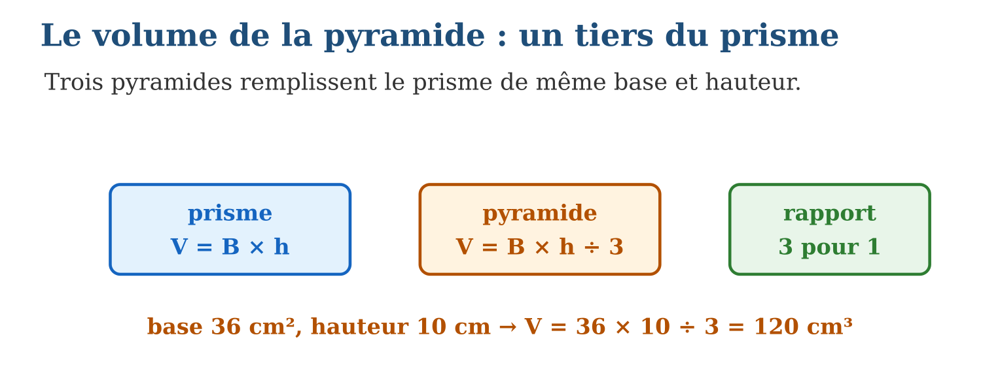 Le volume de la pyramide : un tiers du prisme
Trois pyramides remplissent le prisme de même base et hauteur.
prisme
V = B × h
pyramide
V = B × h ÷ 3
rapport
3 pour 1
base 36 cm², hauteur 10 cm → V = 36 × 10 ÷ 3 = 120 cm³